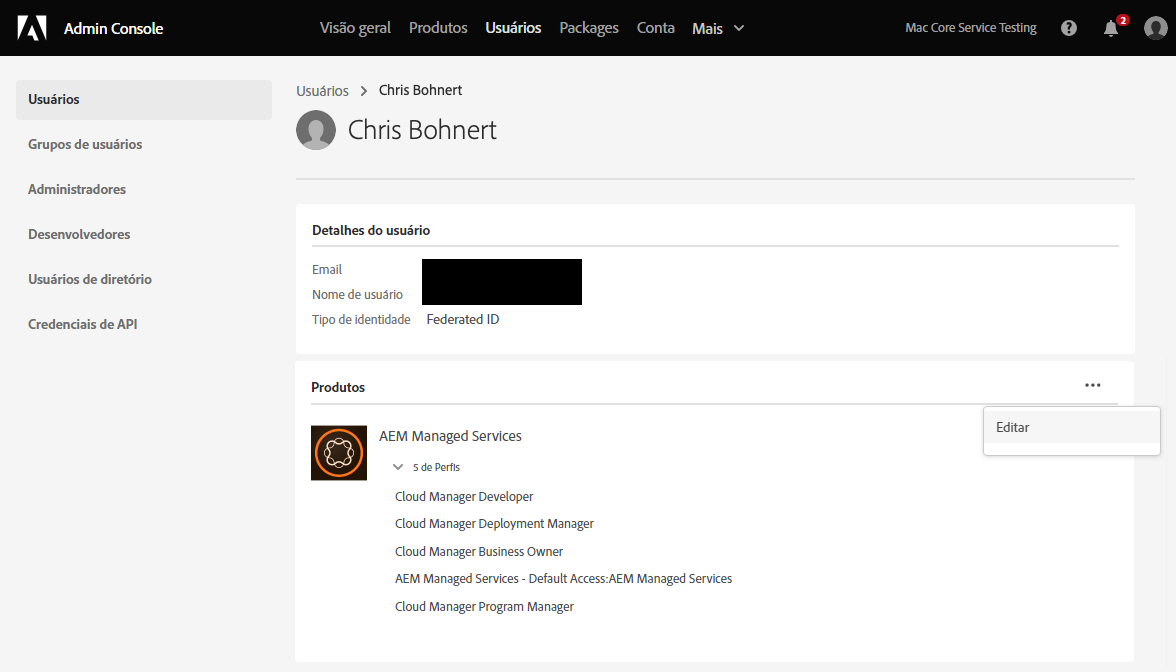 Admin Console
Visão geral Produtos Usuários Packages Conta Mais
Mac Core Service Testing
2
Usuários
Grupos de usuários
Administradores
Desenvolvedores
Usuários de diretório
Credenciais de API
Usuários > Chris Bohnert
Chris Bohnert
Detalhes do usuário
Email
Nome de usuário
Tipo de identidade Federated ID
Produtos
Editar
AEM Managed Services
5 de Perfis
Cloud Manager Developer
Cloud Manager Deployment Manager
Cloud Manager Business Owner
AEM Managed Services - Default Access:AEM Managed Services
Cloud Manager Program Manager